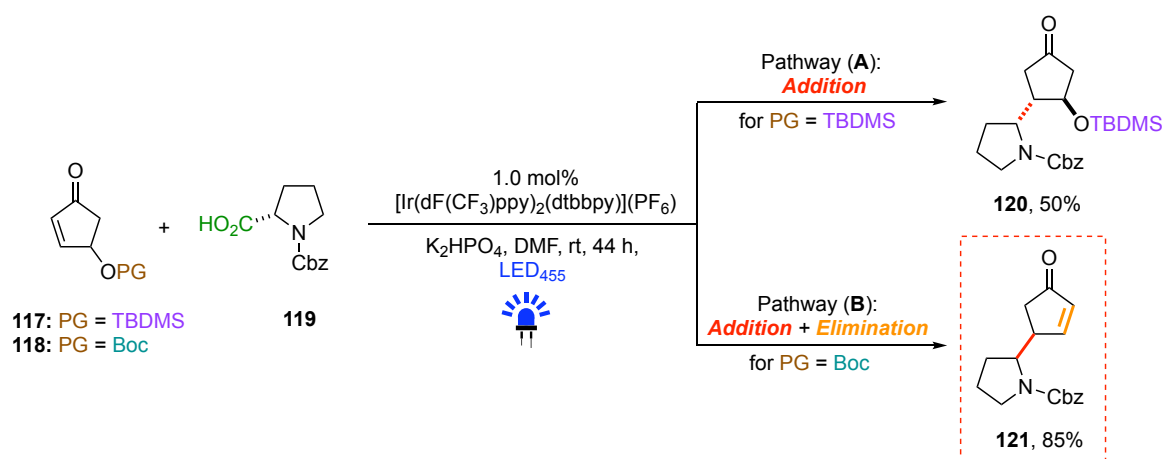 O
OPG
117: PG = TBDMS
118: PG = Boc
+
HO2C
N
Cbz
119
1.0 mol%
[Ir(dF(CF3)ppy)2(dtbbpy)](PF6)
K2HPO4, DMF, rt, 44 h,
LED455
Pathway (A):
Addition
for PG = TBDMS
O
OTBDMS
N
Cbz
120, 50%
Pathway (B):
Addition + Elimination
for PG = Boc
O
N
Cbz
121, 85%